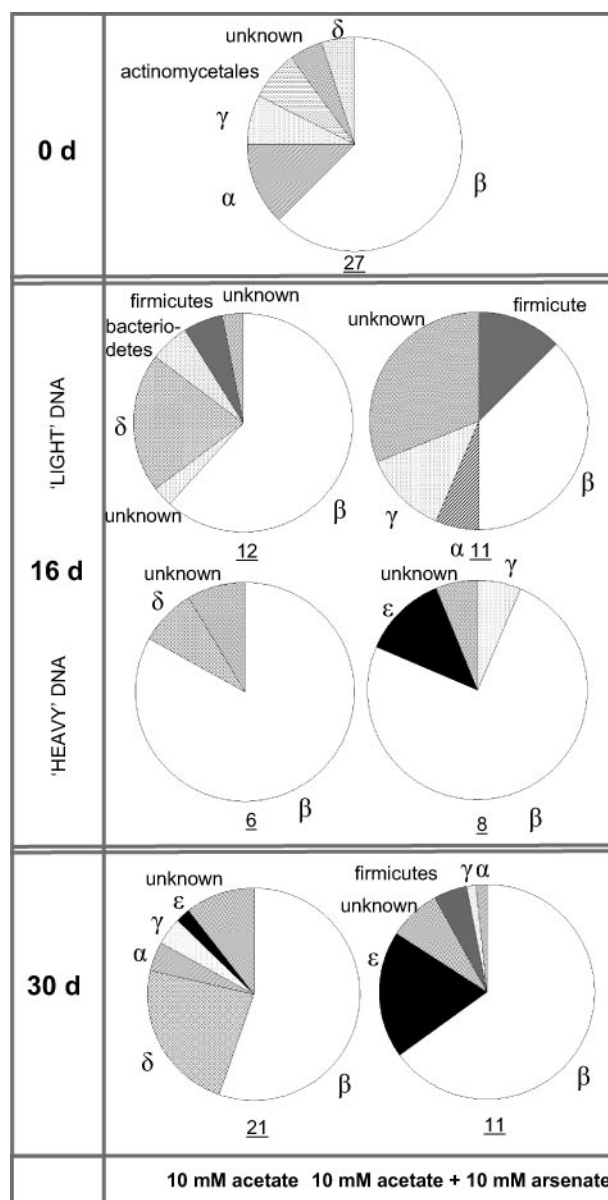 0 d
unknown
δ
actinomycetales
γ
α
β
27
16 d
'LIGHT' DNA
'HEAVY' DNA
firmicutes
unknown
bacterio-
detes
δ
unknown
β
12
unknown
firmicute
γ
α
β
11
unknown
δ
β
6
unknown
γ
ε
β
8
30 d
unknown
ε
γ
α
δ
β
21
firmicutes
γ
α
unknown
ε
β
11
10 mM acetate
10 mM acetate + 10 mM arsenate